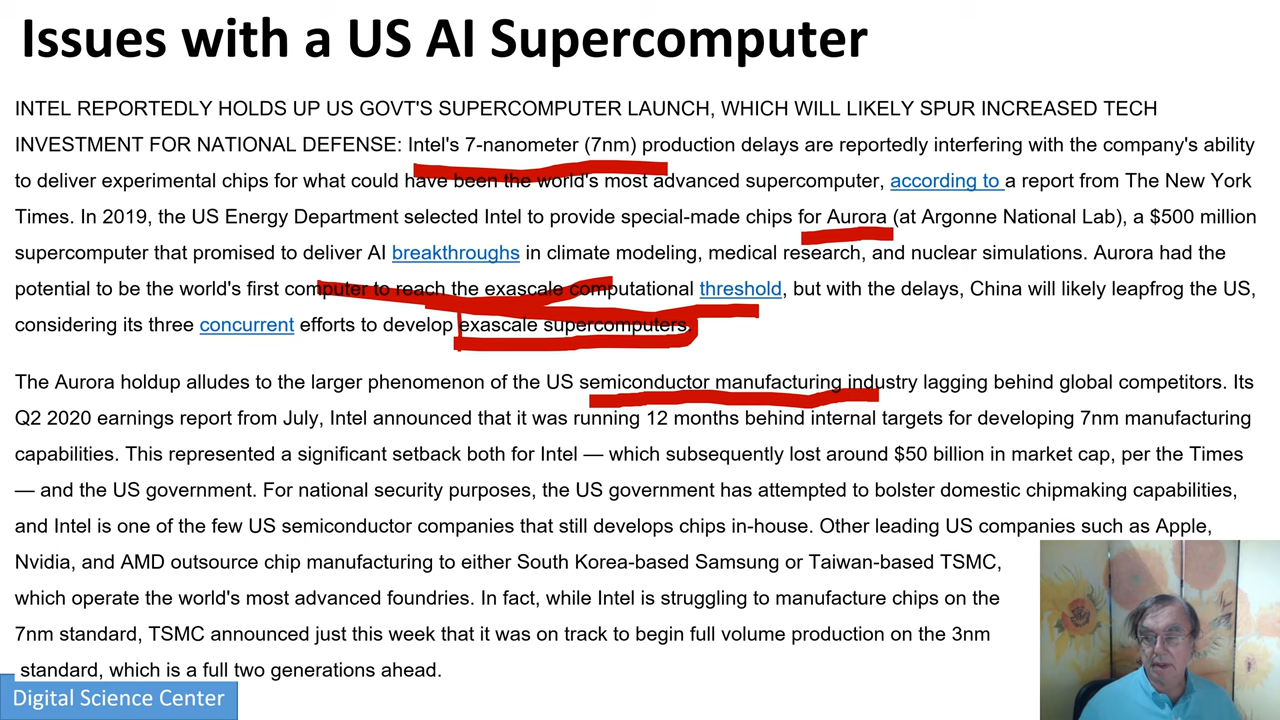 Issues with a US AI Supercomputer
INTEL REPORTEDLY HOLDS UP US GOVT'S SUPERCOMPUTER LAUNCH, WHICH WILL LIKELY SPUR INCREASED TECH
INVESTMENT FOR NATIONAL DEFENSE: Intel's 7-nanometer (7nm) production delays are reportedly interfering with the company's ability
to deliver experimental chips for what could have been the world's most advanced supercomputer, according to a report from The New York
Times. In 2019, the US Energy Department selected Intel to provide special-made chips for Aurora (at Argonne National Lab), a $500 million
supercomputer that promised to deliver AI breakthroughs in climate modeling, medical research, and nuclear simulations. Aurora had the
potential to be the world's first computer to reach the exascale computational threshold, but with the delays, China will likely leapfrog the US,
considering its three concurrent efforts to develop exascale supercomputers.
The Aurora holdup alludes to the larger phenomenon of the US semiconductor manufacturing industry lagging behind global competitors. Its
Q2 2020 earnings report from July, Intel announced that it was running 12 months behind internal targets for developing 7nm manufacturing
capabilities. This represented a significant setback both for Intel — which subsequently lost around $50 billion in market cap, per the Times
— and the US government. For national security purposes, the US government has attempted to bolster domestic chipmaking capabilities,
and Intel is one of the few US semiconductor companies that still develops chips in-house. Other leading US companies such as Apple,
Nvidia, and AMD outsource chip manufacturing to either South Korea-based Samsung or Taiwan-based TSMC,
which operate the world's most advanced foundries. In fact, while Intel is struggling to manufacture chips on the
7nm standard, TSMC announced just this week that it was on track to begin full volume production on the 3nm
standard, which is a full two generations ahead.
Digital Science Center